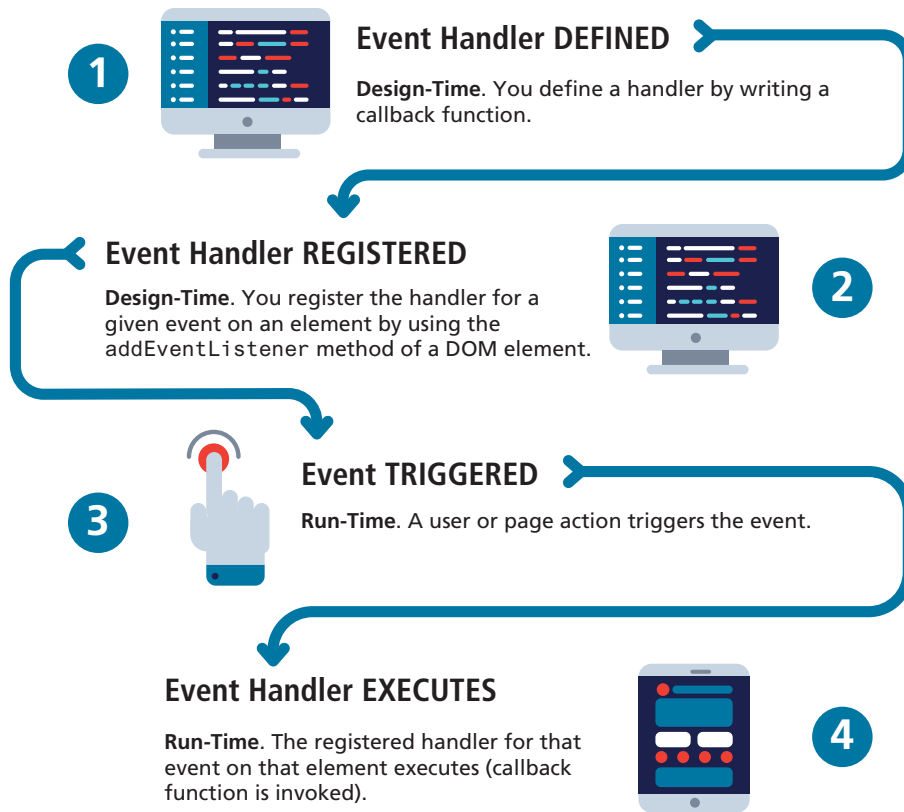 1
Event Handler DEFINED
Design-Time. You define a handler by writing a
callback function.
Event Handler REGISTERED
Design-Time. You register the handler for a
given event on an element by using the
addEventListener method of a DOM element.
2
3
Event TRIGGERED
Run-Time. A user or page action triggers the event.
Event Handler EXECUTES
Run-Time. The registered handler for that
event on that element executes (callback
function is invoked).
4